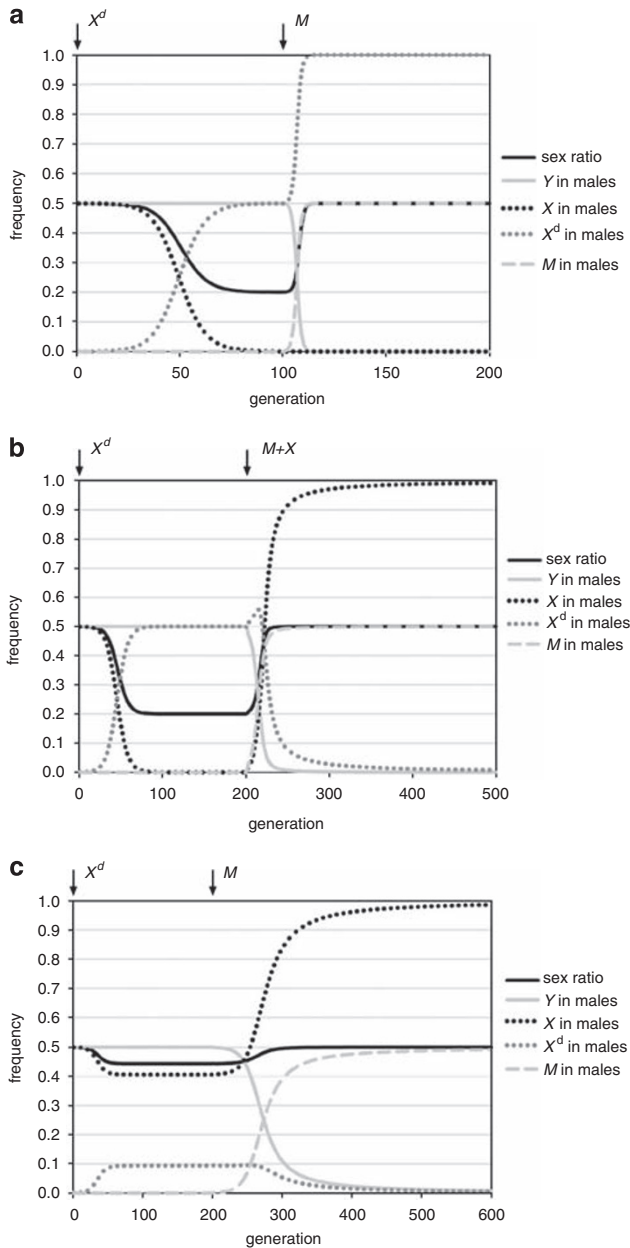 a
X^d M
1.0
0.9
0.8
0.7
0.6
0.5
0.4
0.3
0.2
0.1
0.0
frequency
0 50 100 150 200
generation
sex ratio
Y in males
X in males
X^d in males
M in males
b
X^d M+X
1.0
0.9
0.8
0.7
0.6
0.5
0.4
0.3
0.2
0.1
0.0
frequency
0 100 200 300 400 500
generation
sex ratio
Y in males
X in males
X^d in males
M in males
c
X^d M
1.0
0.9
0.8
0.7
0.6
0.5
0.4
0.3
0.2
0.1
0.0
frequency
0 100 200 300 400 500 600
generation
sex ratio
Y in males
X in males
X^d in males
M in males